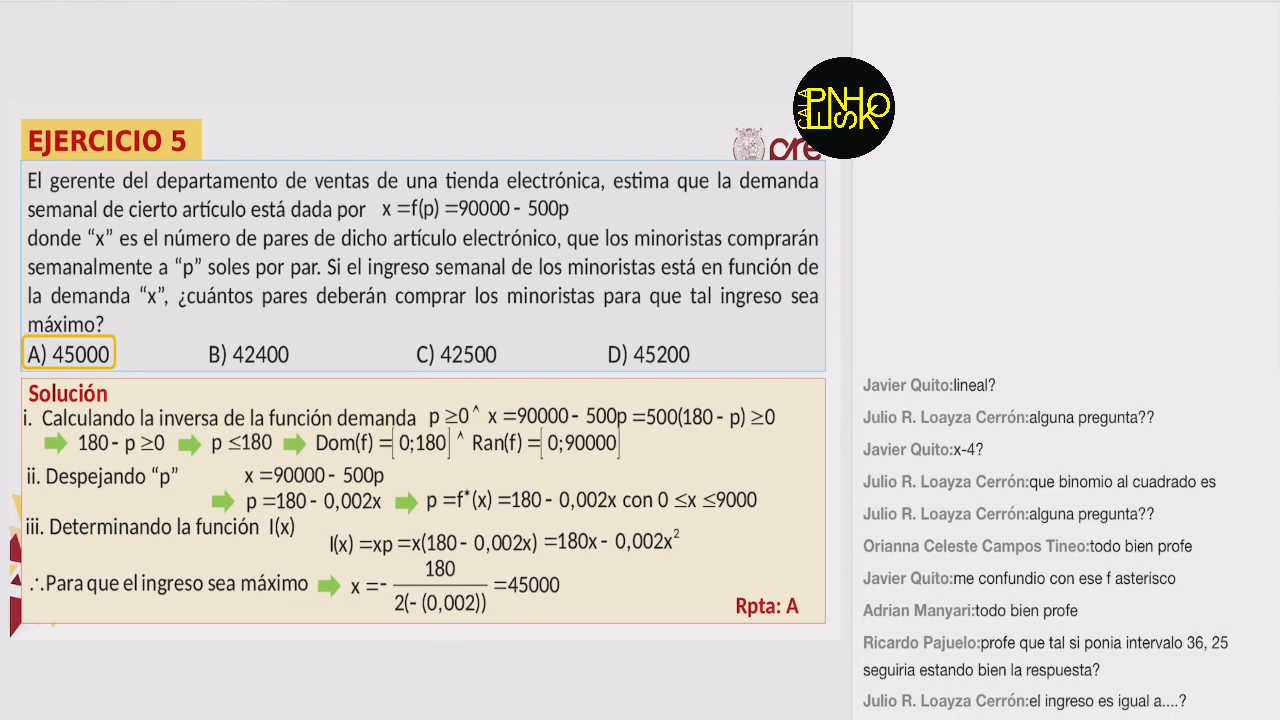 EJERCICIO 5
pre
El gerente del departamento de ventas de una tienda electrónica, estima que la demanda
semanal de cierto artículo está dada por x =f(p) =90000 - 500p
donde “x” es el número de pares de dicho artículo electrónico, que los minoristas comprarán
semanalmente a “p” soles por par. Si el ingreso semanal de los minoristas está en función de
la demanda “x”, ¿cuántos pares deberán comprar los minoristas para que tal ingreso sea
máximo?
A) 45000 B) 42400 C) 42500 D) 45200
Solución
i. Calculando la inversa de la función demanda p ≥0 ^ x =90000 - 500p =500(180 - p) ≥0
180 - p ≥0 p ≤180 Dom(f) =[ 0;180] ^ Ran(f) =[ 0;90000]
ii. Despejando “p” x =90000 - 500p
p =180 - 0,002x p =f*(x) =180 - 0,002x con 0 ≤x ≤9000
iii. Determinando la función I(x)
I(x) =xp =x(180 - 0,002x) =180x - 0,002x²
∴Para que el ingreso sea máximo x =- 180 / 2(- (0,002)) =45000
Rpta: A
Javier Quito:lineal?
Julio R. Loayza Cerrón:alguna pregunta??
Javier Quito:x-4?
Julio R. Loayza Cerrón:que binomio al cuadrado es
Julio R. Loayza Cerrón:alguna pregunta??
Orianna Celeste Campos Tineo:todo bien profe
Javier Quito:me confundio con ese f asterisco
Adrian Manyari:todo bien profe
Ricardo Pajuelo:profe que tal si ponia intervalo 36, 25
seguiria estando bien la respuesta?
Julio R. Loayza Cerrón:el ingreso es igual a....?